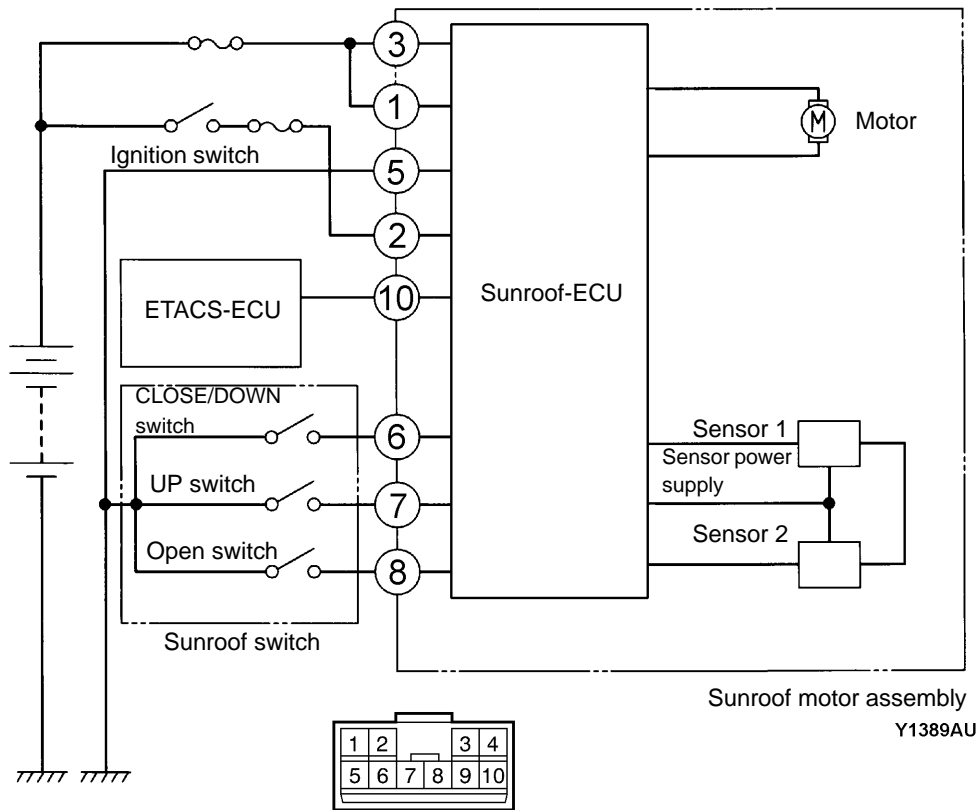 3
1
Ignition switch
5
2
10
ETACS-ECU
Sunroof-ECU
M
Motor
CLOSE/DOWN
switch
6
UP switch
7
Open switch
8
Sunroof switch
Sensor 1
Sensor power
supply
Sensor 2
Sunroof motor assembly
Y1389AU
1 2 3 4
5 6 7 8 9 10